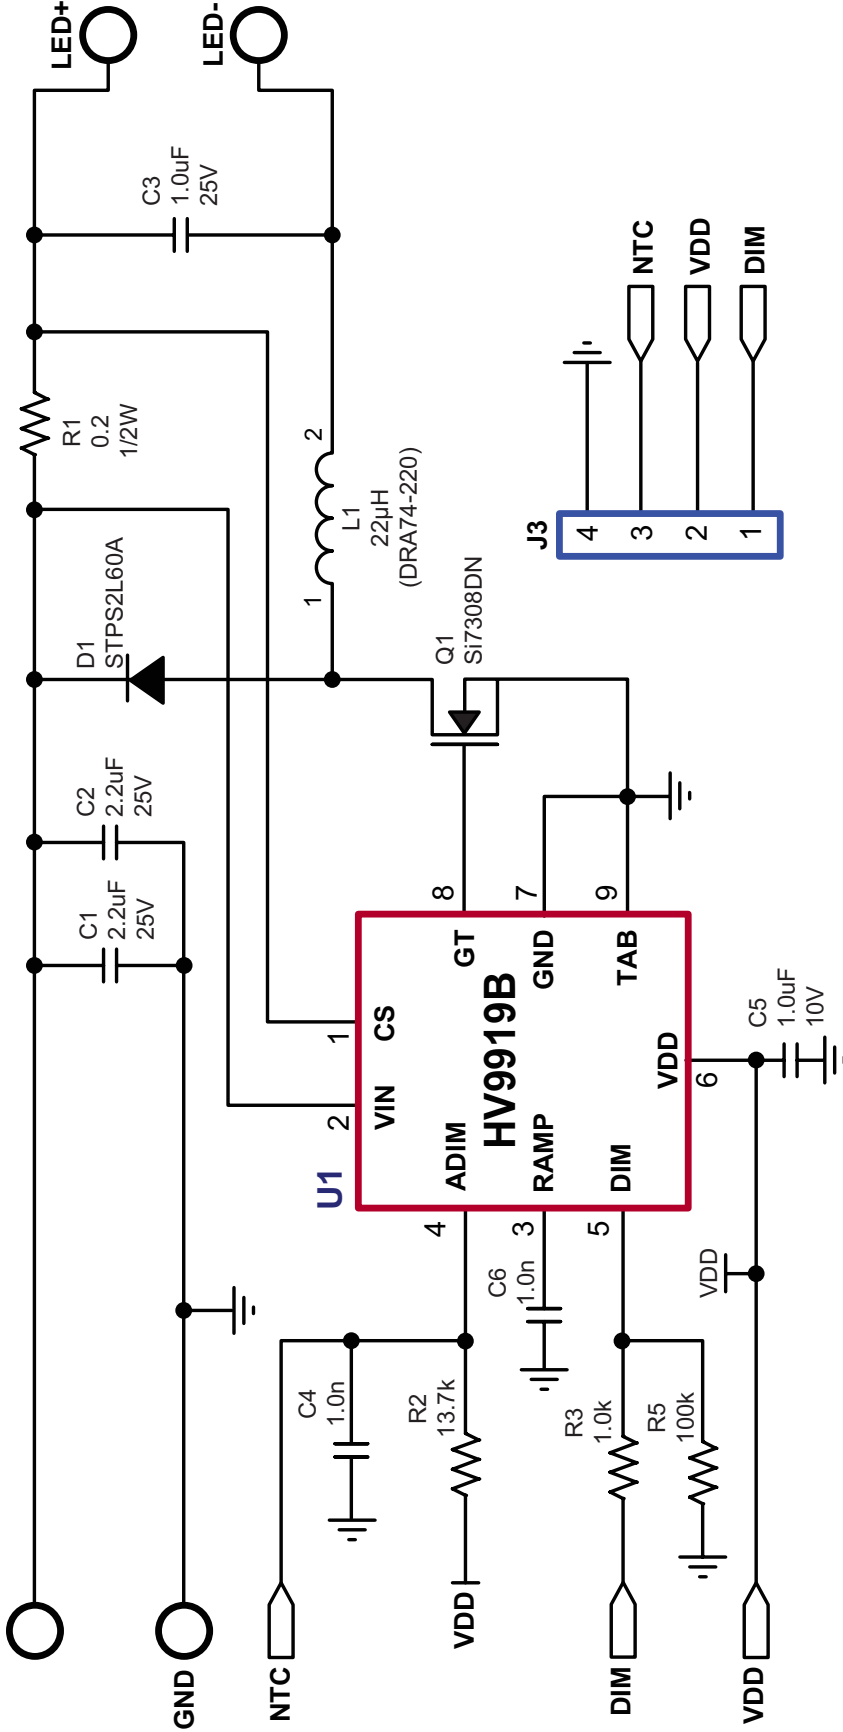 LED+
LED-
C3
1.0uF
25V
R1
0.2
1/2W
D1
STPS2L60A
C2
2.2uF
25V
C1
2.2uF
25V
GND
2
L1
22µH
(DRA74-220)
1
Q1
Si7308DN
J3
4
3
2
1
NTC
VDD
DIM
U1
HV9919B
1
CS
2
VIN
8
GT
7
GND
9
TAB
4
ADIM
3
RAMP
5
DIM
6
VDD
C5
1.0uF
10V
C6
1.0n
C4
1.0n
R2
13.7k
R3
1.0k
R5
100k
VDD
NTC
VDD
DIM
VDD